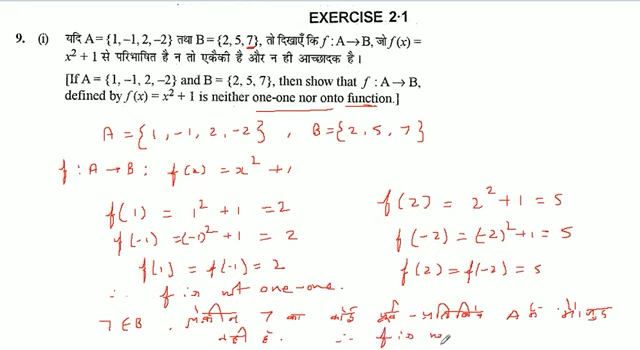 EXERCISE 2·1
9. (i) यदि A = {1, –1, 2, –2} तथा B = {2, 5, 7}, तो दिखाएँ कि f : A→B, जो f(x) =
x² + 1 से परिभाषित है न तो एकैकी है और न ही आच्छादक है।
[If A = {1, –1, 2, –2} and B = {2, 5, 7}, then show that f : A→B,
defined by f(x) = x² + 1 is neither one-one nor onto function.]
A = {1, -1, 2, -2} , B = {2, 5, 7}
f : A → B ; f(x) = x² + 1
f(1) = 1² + 1 = 2
f(2) = 2² + 1 = 5
f(-1) = (-1)² + 1 = 2
f(-2) = (-2)² + 1 = 5
f(1) = f(-1) = 2
f(2) = f(-2) = 5
∴ f is not one-one.
7 ∈ B . लेकिन 7 का कोई पूर्व - प्रतिबिंब A में मौजूद
नहीं है. ∴ f is no